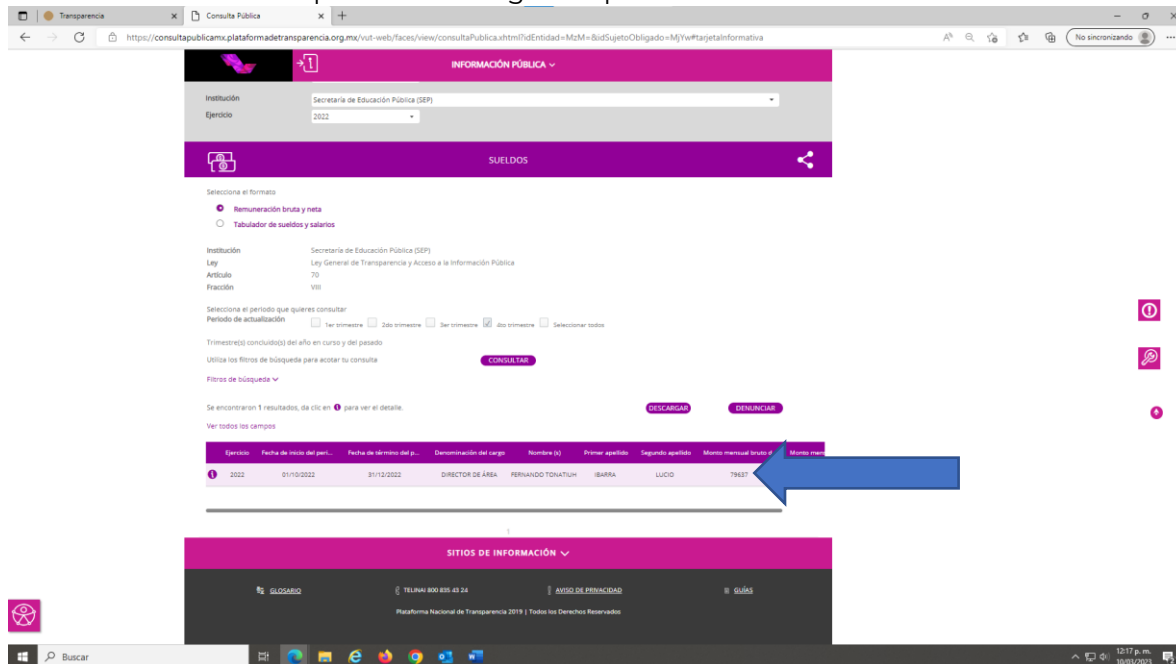 Transparencia
Consulta Pública
https://consultapublicamx.plataformadetransparencia.org.mx/vut-web/faces/view/consultaPublica.xhtml?idEntidad=MzM=&idSujetoObligado=MjYw#tarjetaInformativa
No sincronizando
INFORMACIÓN PÚBLICA
Institución Secretaría de Educación Pública (SEP)
Ejercicio 2022
SUELDOS
Selecciona el formato
Remuneración bruta y neta
Tabulador de sueldos y salarios
Institución Secretaría de Educación Pública (SEP)
Ley Ley General de Transparencia y Acceso a la Información Pública
Artículo 70
Fracción VIII
Selecciona el periodo que quieres consultar
Periodo de actualización 1er trimestre 2do trimestre 3er trimestre 4to trimestre Seleccionar todos
Trimestre(s) concluido(s) del año en curso y del pasado
Utiliza los filtros de búsqueda para acotar tu consulta CONSULTAR
Filtros de búsqueda
Se encontraron 1 resultados, da clic en para ver el detalle. DESCARGAR DENUNCIAR
Ver todos los campos
Ejercicio Fecha de inicio del peri... Fecha de término del p... Denominación del cargo Nombre (s) Primer apellido Segundo apellido Monto mensual bruto d Monto men
2022 01/10/2022 31/12/2022 DIRECTOR DE ÁREA FERNANDO TONATIUH IBARRA LUCIO 79637
1
SITIOS DE INFORMACIÓN
GLOSARIO TELINAI 800 835 43 24 AVISO DE PRIVACIDAD GUÍAS
Plataforma Nacional de Transparencia 2019 | Todos los Derechos Reservados
Buscar
12:17 p. m.
10/03/2023